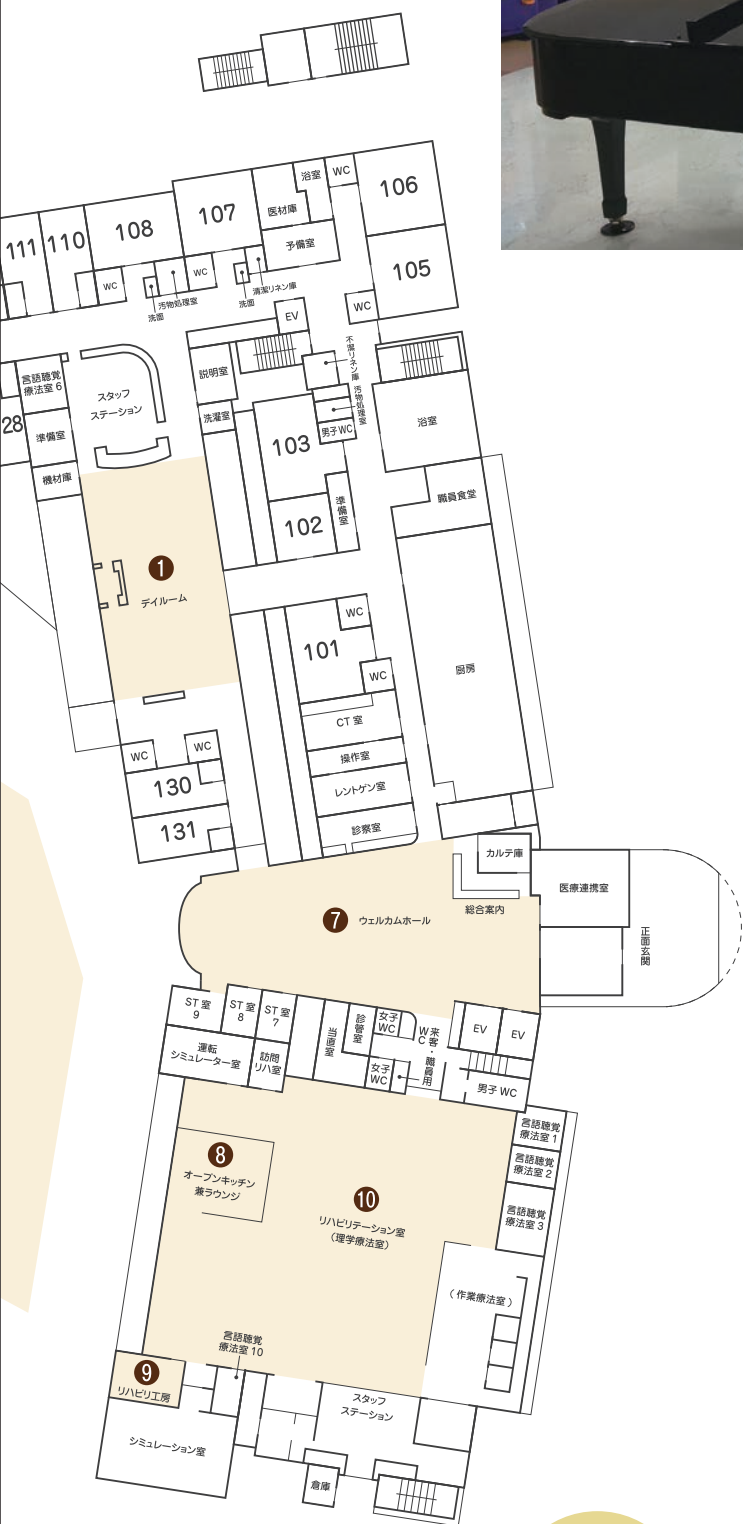 浴室
WC
106
107
医材庫
108
111
110
予備室
105
WC
WC
清潔リネン庫
汚物処理室
洗面
洗面
WC
EV
不潔リネン庫
説明室
言語聴覚
療法室 6
スタッフ
ステーション
汚物処理室
洗濯室
浴室
28
準備室
103
男子WC
機材庫
職員食堂
準備室
102
1
デイルーム
WC
101
厨房
WC
CT 室
WC
WC
操作室
130
レントゲン室
131
診察室
カルテ庫
医療連携室
総合案内
7
ウェルカムホール
正面玄関
ST 室
9
ST 室
8
ST 室
7
当直室
診管室
女子
WC
来客・職員用
WC
EV
EV
運転
シミュレーター室
訪問
リハ室
女子
WC
男子 WC
言語聴覚
療法室 1
8
オープンキッチン
兼ラウンジ
言語聴覚
療法室 2
10
リハビリテーション室
(理学療法室)
言語聴覚
療法室 3
(作業療法室)
言語聴覚
療法室 10
9
リハビリ工房
スタッフ
ステーション
シミュレーション室
倉庫